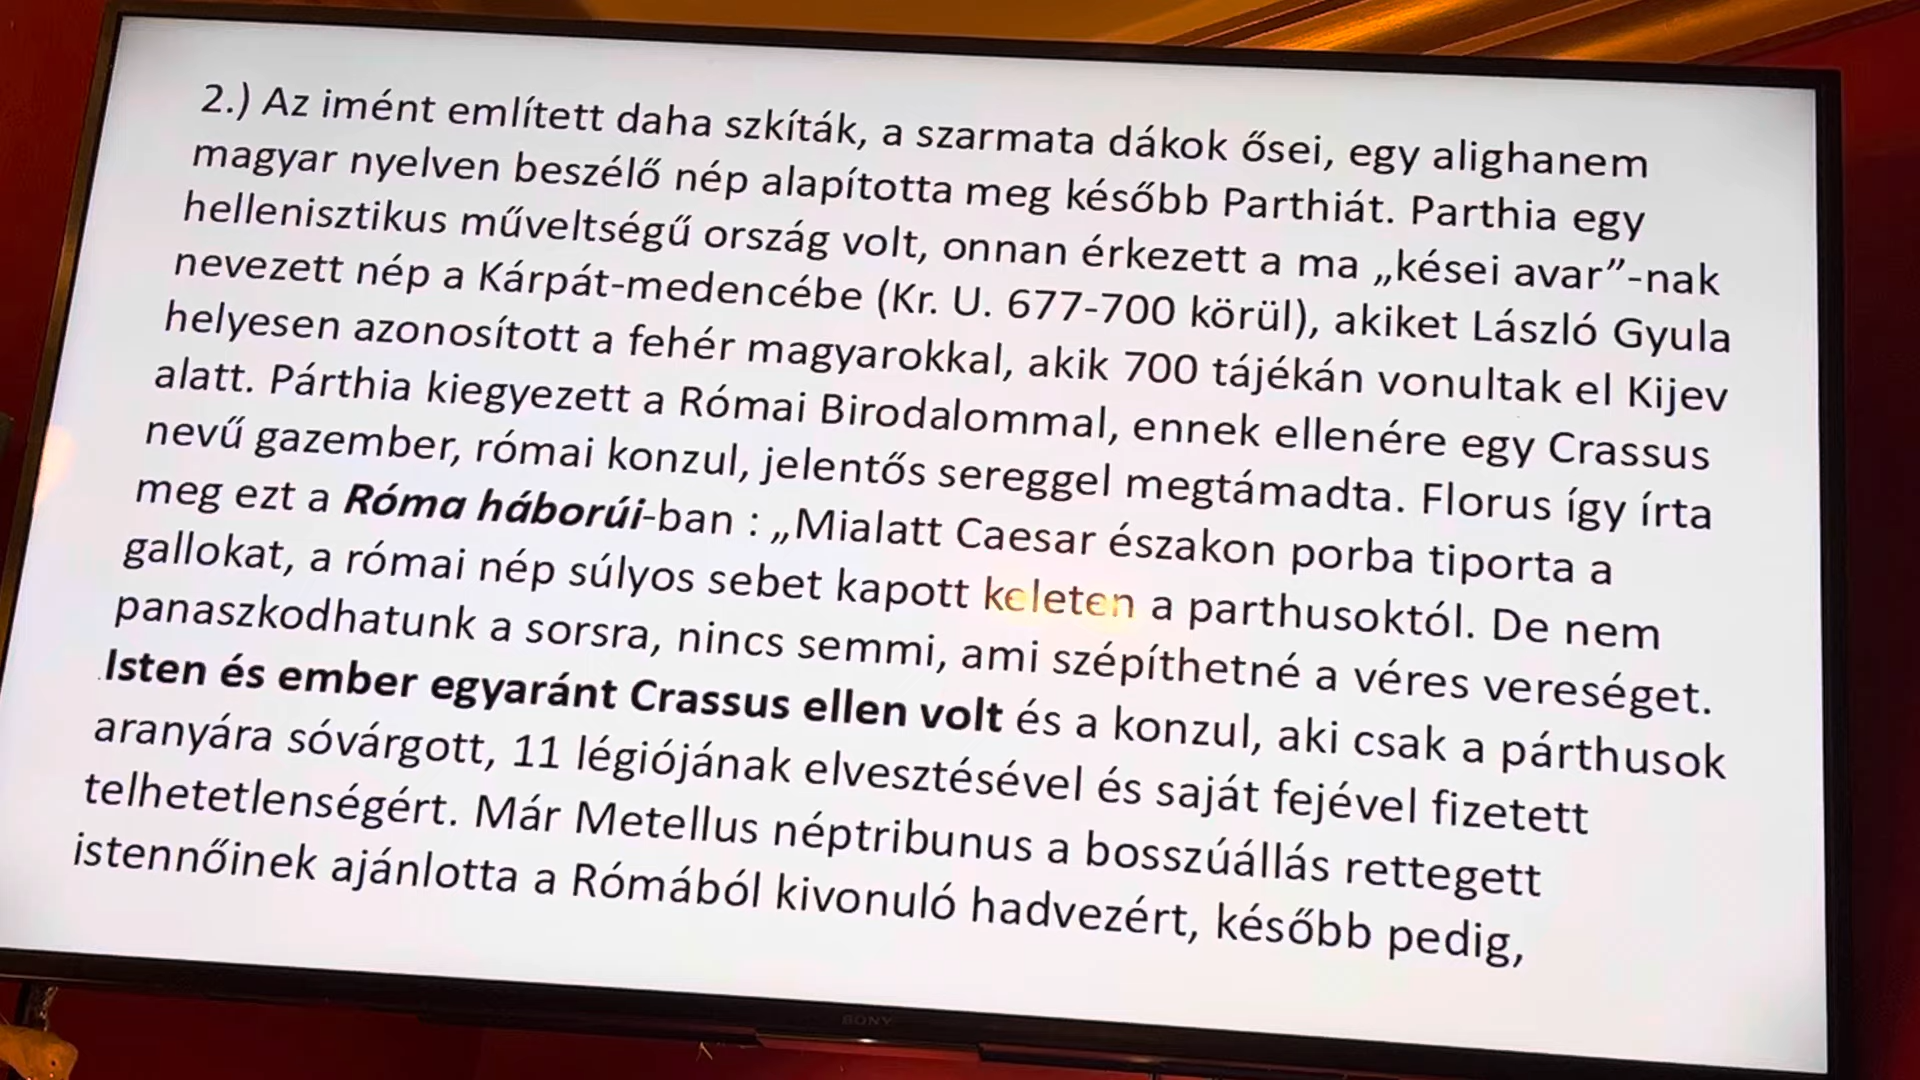 2.) Az imént említett daha szkíták, a szarmata dákok ősei, egy alighanem
magyar nyelven beszélő nép alapította meg később Parthiát. Parthia egy
hellenisztikus műveltségű ország volt, onnan érkezett a ma „kései avar”-nak
nevezett nép a Kárpát-medencébe (Kr. U. 677-700 körül), akiket László Gyula
helyesen azonosított a fehér magyarokkal, akik 700 tájékán vonultak el Kijev
alatt. Párthia kiegyezett a Római Birodalommal, ennek ellenére egy Crassus
nevű gazember, római konzul, jelentős sereggel megtámadta. Florus így írta
meg ezt a Róma háborúi-ban : „Mialatt Caesar északon porba tiporta a
gallokat, a római nép súlyos sebet kapott keleten a parthusoktól. De nem
panaszkodhatunk a sorsra, nincs semmi, ami szépíthetné a véres vereséget.
Isten és ember egyaránt Crassus ellen volt és a konzul, aki csak a párthusok
aranyára sóvárgott, 11 légiójának elvesztésével és saját fejével fizetett
telhetetlenségért. Már Metellus néptribunus a bosszúállás rettegett
istennőinek ajánlotta a Rómából kivonuló hadvezért, később pedig,
SONY